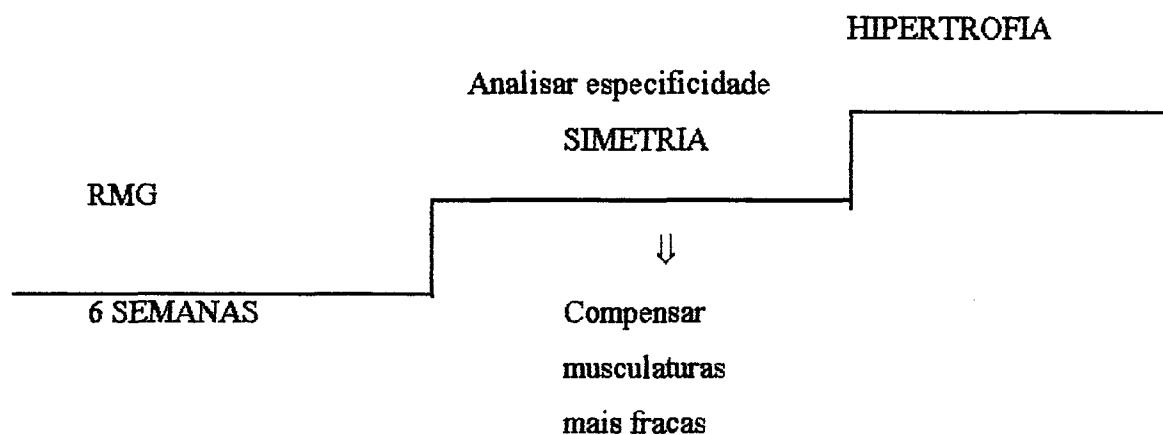 HIPERTROFIA
Analisar especificidade
SIMETRIA
RMG
⇓
6 SEMANAS
Compensar
musculaturas
mais fracas